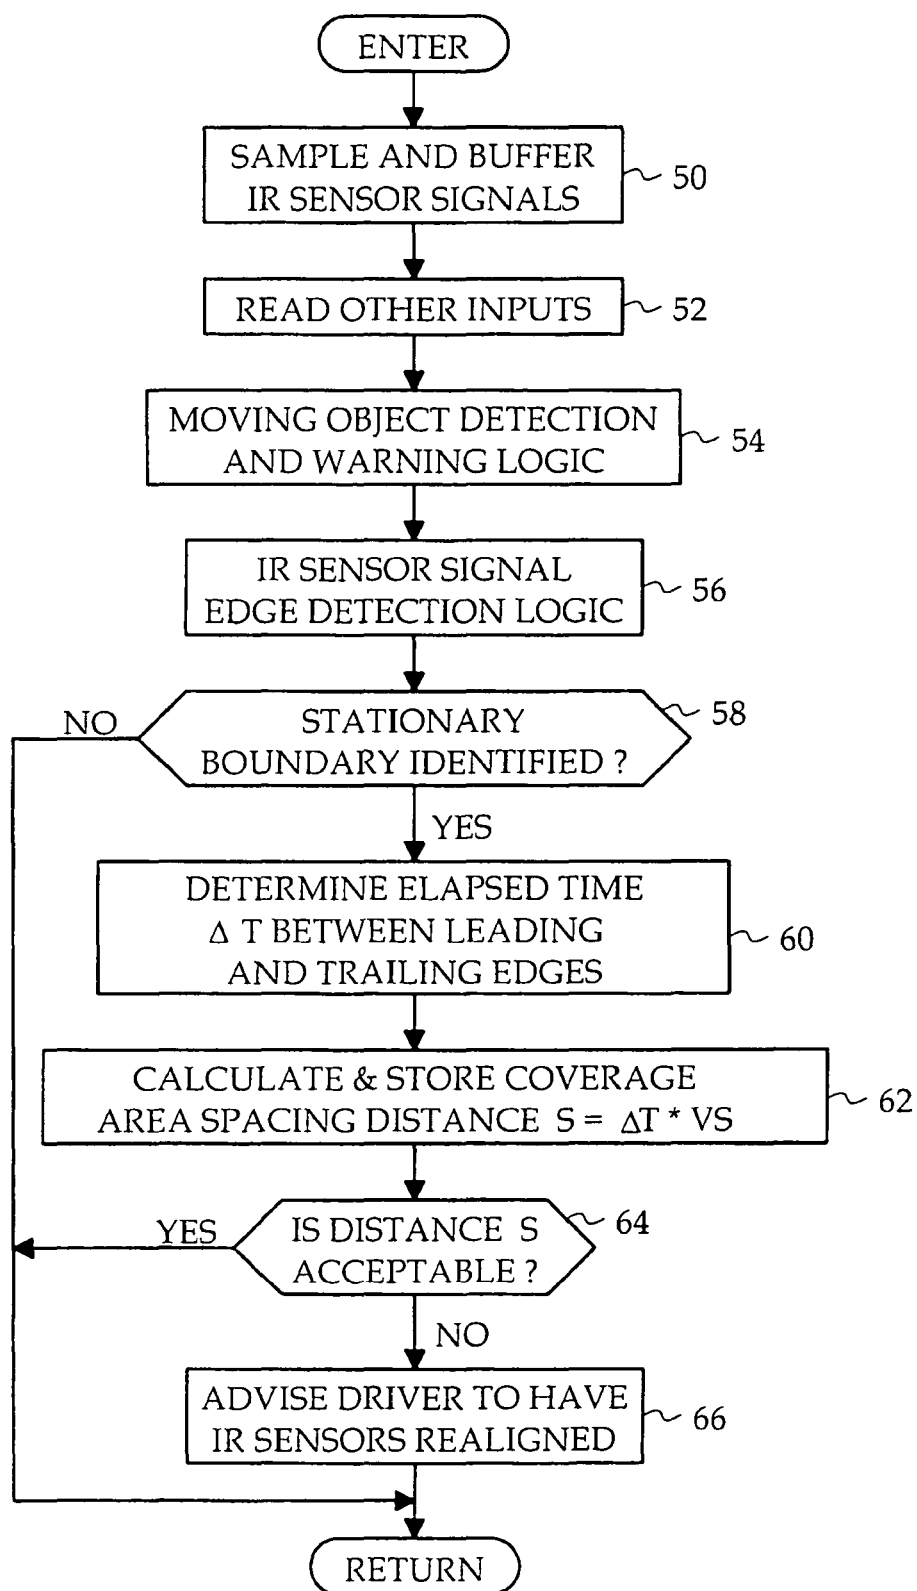 ENTER
SAMPLE AND BUFFER
IR SENSOR SIGNALS
50
READ OTHER INPUTS
52
MOVING OBJECT DETECTION
AND WARNING LOGIC
54
IR SENSOR SIGNAL
EDGE DETECTION LOGIC
56
NO
STATIONARY
BOUNDARY IDENTIFIED ?
58
YES
DETERMINE ELAPSED TIME
Δ T BETWEEN LEADING
AND TRAILING EDGES
60
CALCULATE & STORE COVERAGE
AREA SPACING DISTANCE S = ΔT * VS
62
YES
IS DISTANCE S
ACCEPTABLE ?
64
NO
ADVISE DRIVER TO HAVE
IR SENSORS REALIGNED
66
RETURN